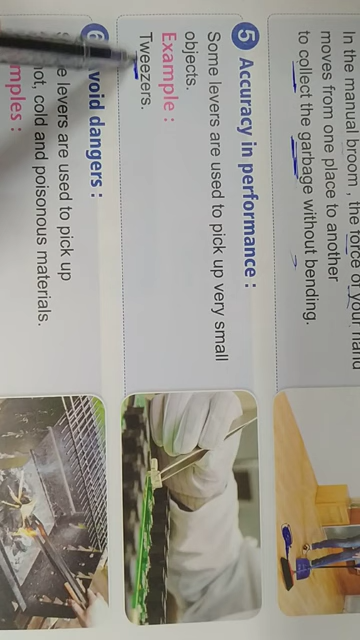 In the manual broom, the force of your hand
moves from one place to another
to collect the garbage without bending.
5 Accuracy in performance :
Some levers are used to pick up very small
objects.
Example :
Tweezers.
6 void dangers :
e levers are used to pick up
ot, cold and poisonous materials.
mples :